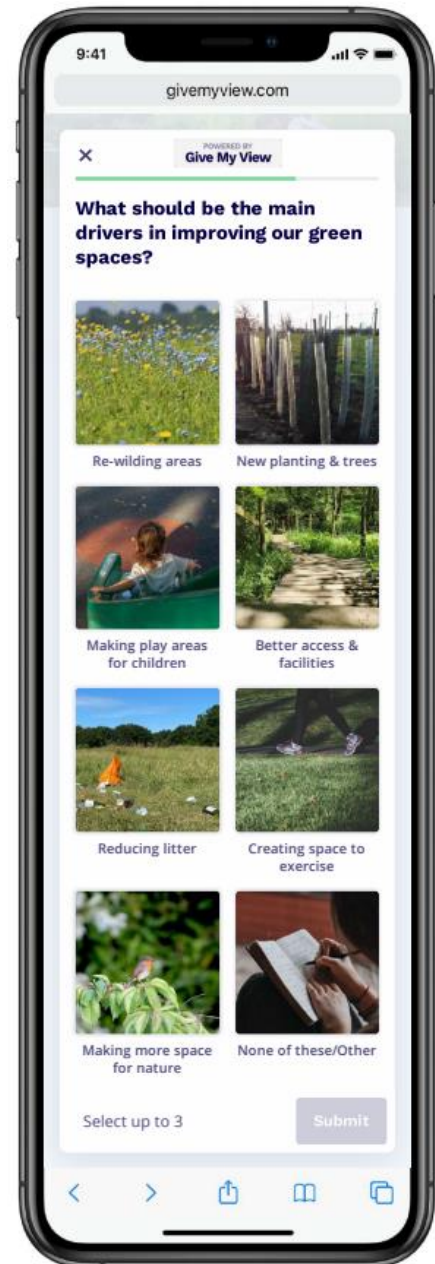 9:41
givemyview.com
POWERED BY
Give My View
What should be the main
drivers in improving our green
spaces?
Re-wilding areas
New planting & trees
Making play areas
for children
Better access &
facilities
Reducing litter
Creating space to
exercise
Making more space
for nature
None of these/Other
Select up to 3
Submit